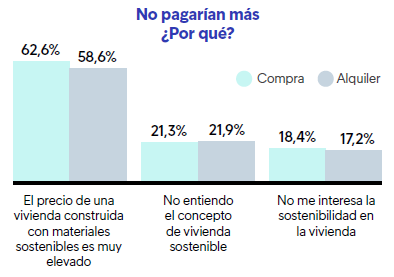 No pagarían más
¿Por qué?
62,6%
58,6%
Compra
Alquiler
21,3%
21,9%
18,4%
17,2%
El precio de una
vivienda construida
con materiales
sostenibles es muy
elevado
No entiendo
el concepto
de vivienda
sostenible
No me interesa la
sostenibilidad en
la vivienda